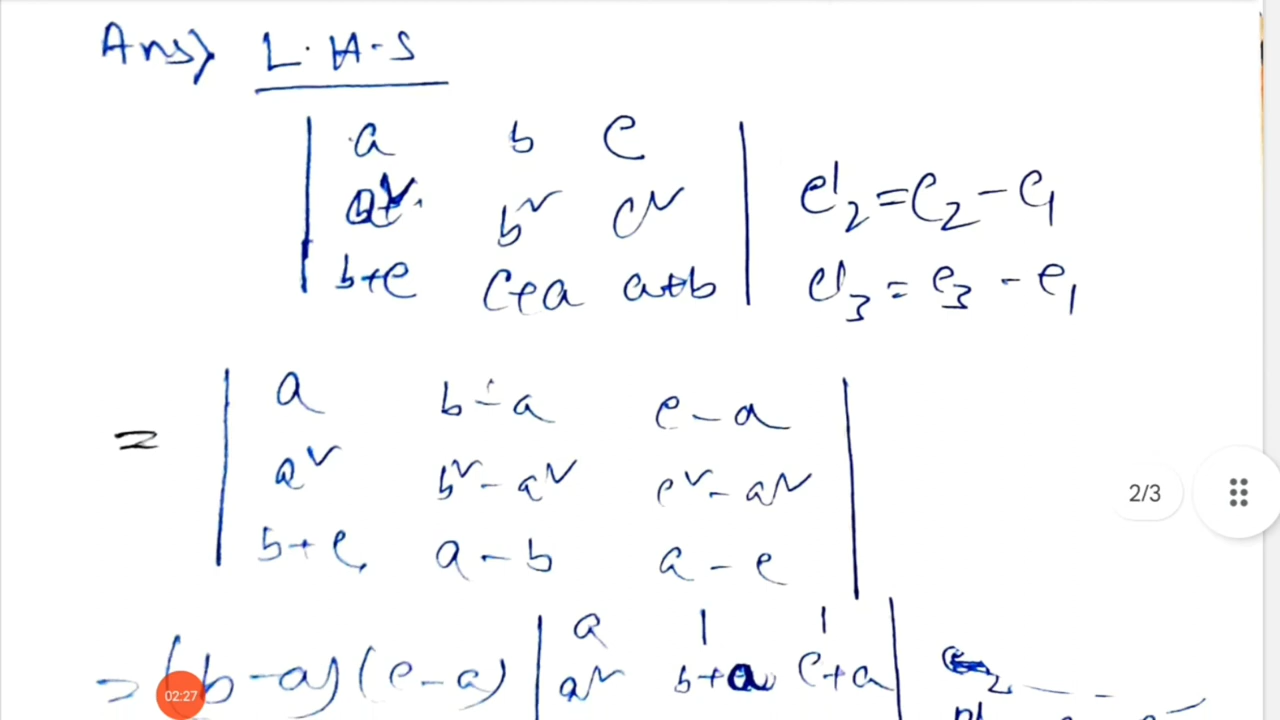 Ans) L.H.S
| a b c |
| a² b² c² | c'₂ = c₂ - c₁
| b+c c+a a+b | c'₃ = c₃ - c₁
= | a b-a c-a |
| a² b²-a² c²-a² |
| b+c a-b a-c |
2/3
| a 1 1 |
= (b-a)(c-a) | a² b+a c+a |
02:27